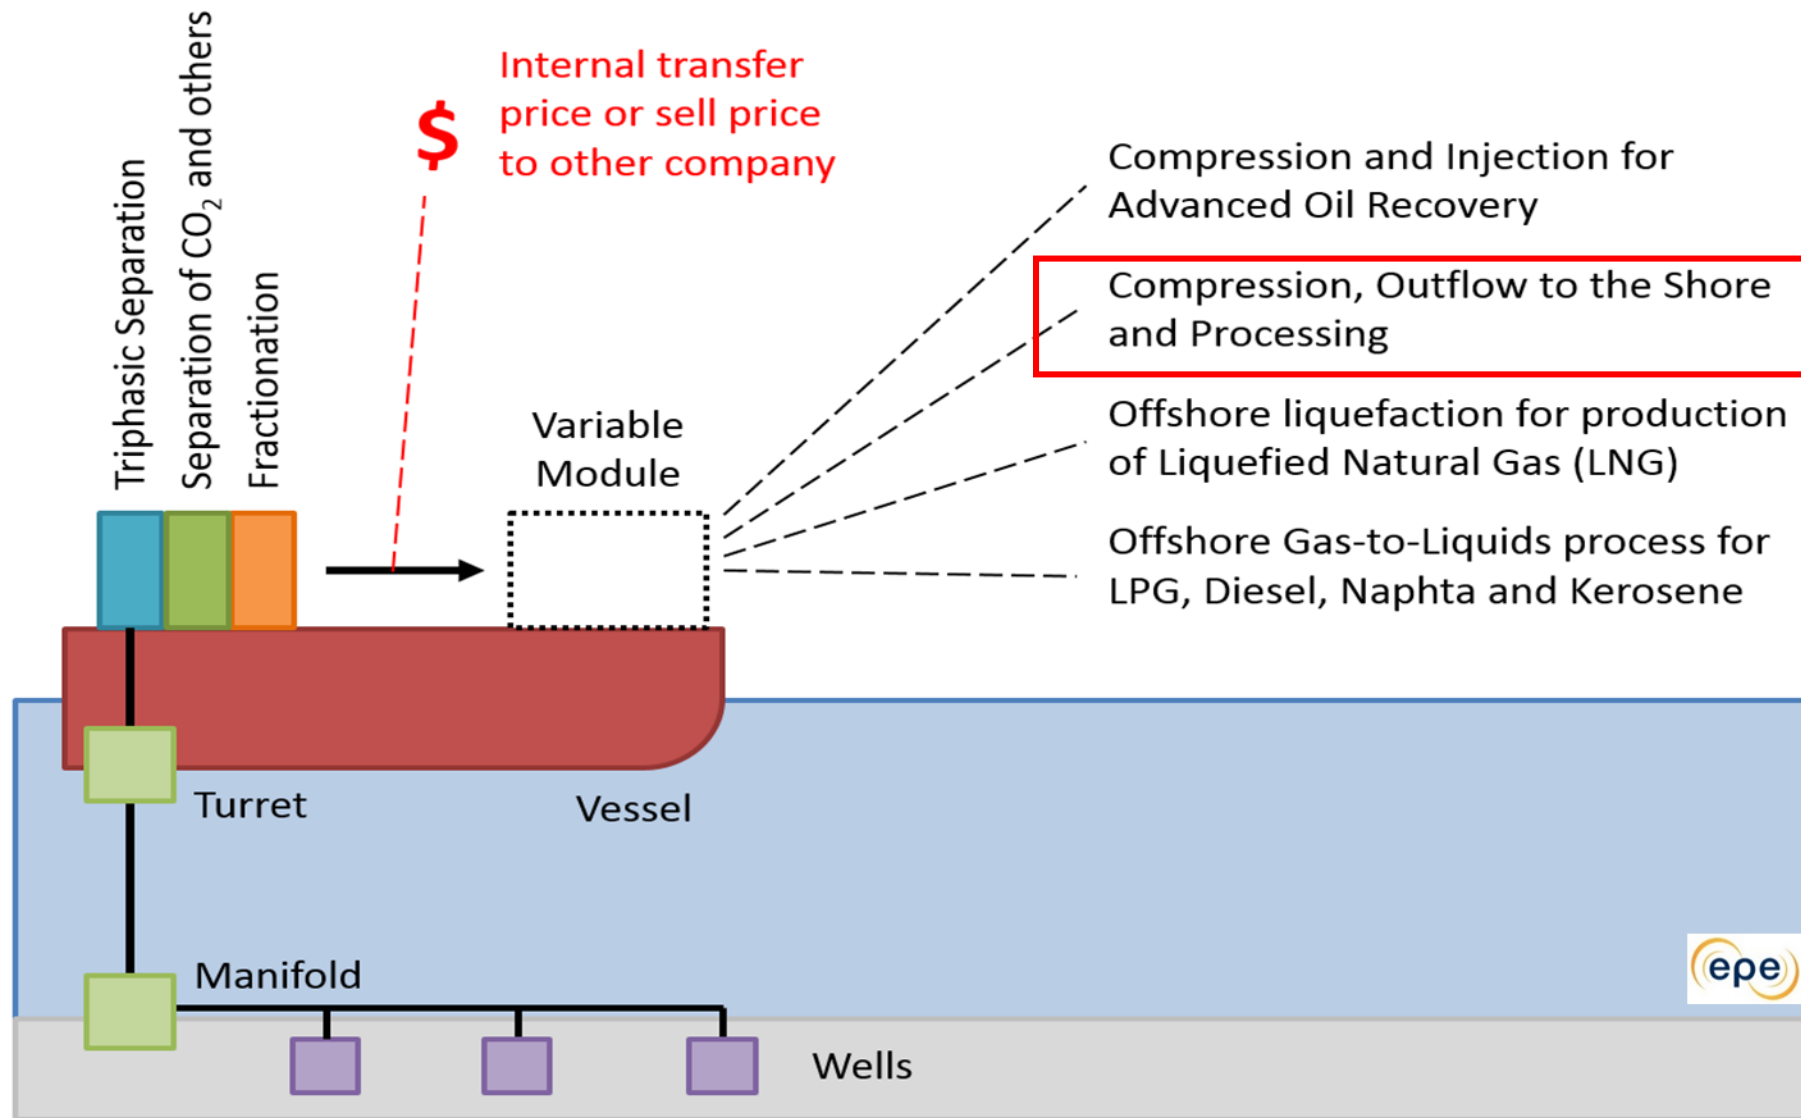 Triphasic Separation
Separation of CO₂ and others
Fractionation
$
Internal transfer
price or sell price
to other company
Variable
Module
Compression and Injection for
Advanced Oil Recovery
Compression, Outflow to the Shore
and Processing
Offshore liquefaction for production
of Liquefied Natural Gas (LNG)
Offshore Gas-to-Liquids process for
LPG, Diesel, Naphta and Kerosene
Turret
Vessel
Manifold
Wells
epe